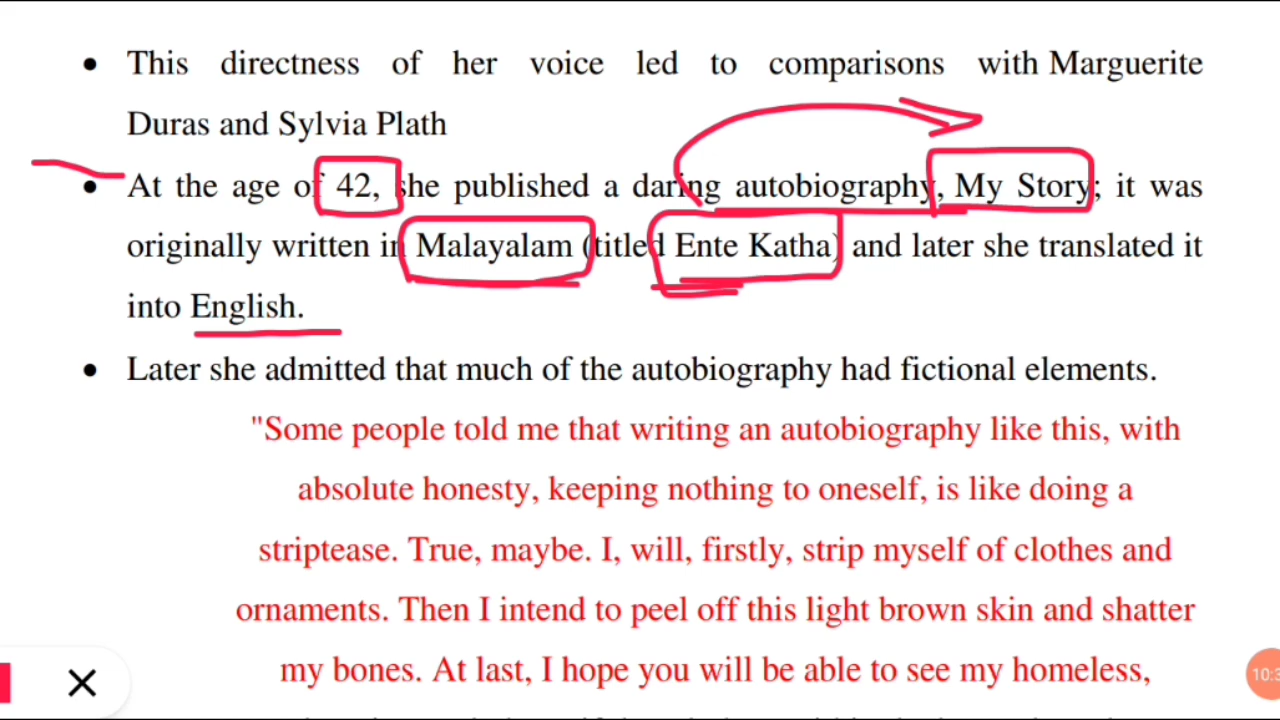 • This directness of her voice led to comparisons with Marguerite
Duras and Sylvia Plath
• At the age of 42, she published a daring autobiography, My Story; it was
originally written in Malayalam (titled Ente Katha) and later she translated it
into English.
• Later she admitted that much of the autobiography had fictional elements.
"Some people told me that writing an autobiography like this, with
absolute honesty, keeping nothing to oneself, is like doing a
striptease. True, maybe. I, will, firstly, strip myself of clothes and
ornaments. Then I intend to peel off this light brown skin and shatter
my bones. At last, I hope you will be able to see my homeless,